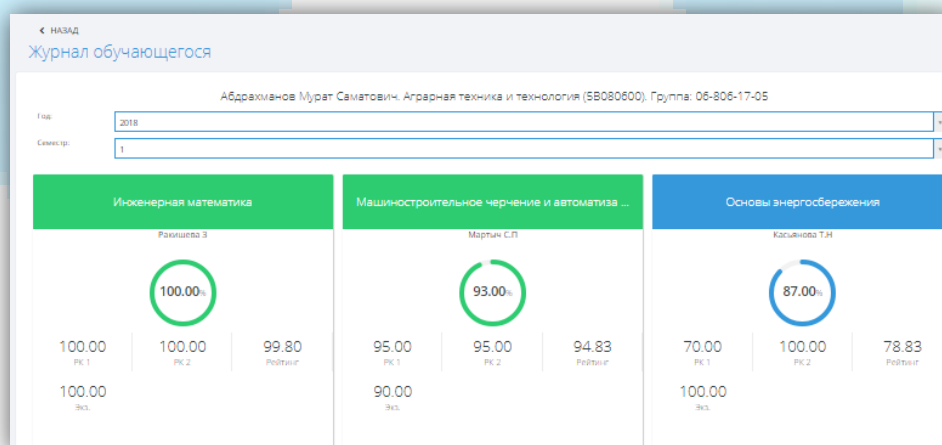 НАЗАД
Журнал обучающегося
Абдрахманов Мурат Саматович. Аграрная техника и технология (5В080600). Группа: 06-806-17-05
Год:
2018
Семестр:
1
Инженерная математика
Машиностроительное черчение и автоматиза ...
Основы энергосбережения
Ракишева З
Мартыч С.П
Касьянова Т.Н
100.00%
93.00%
87.00%
100.00 100.00 99.80 95.00 95.00 94.83 70.00 100.00 78.83
РК 1 РК 2 Рейтинг РК 1 РК 2 Рейтинг РК 1 РК 2 Рейтинг
100.00 90.00 100.00
Экз. Экз. Экз.